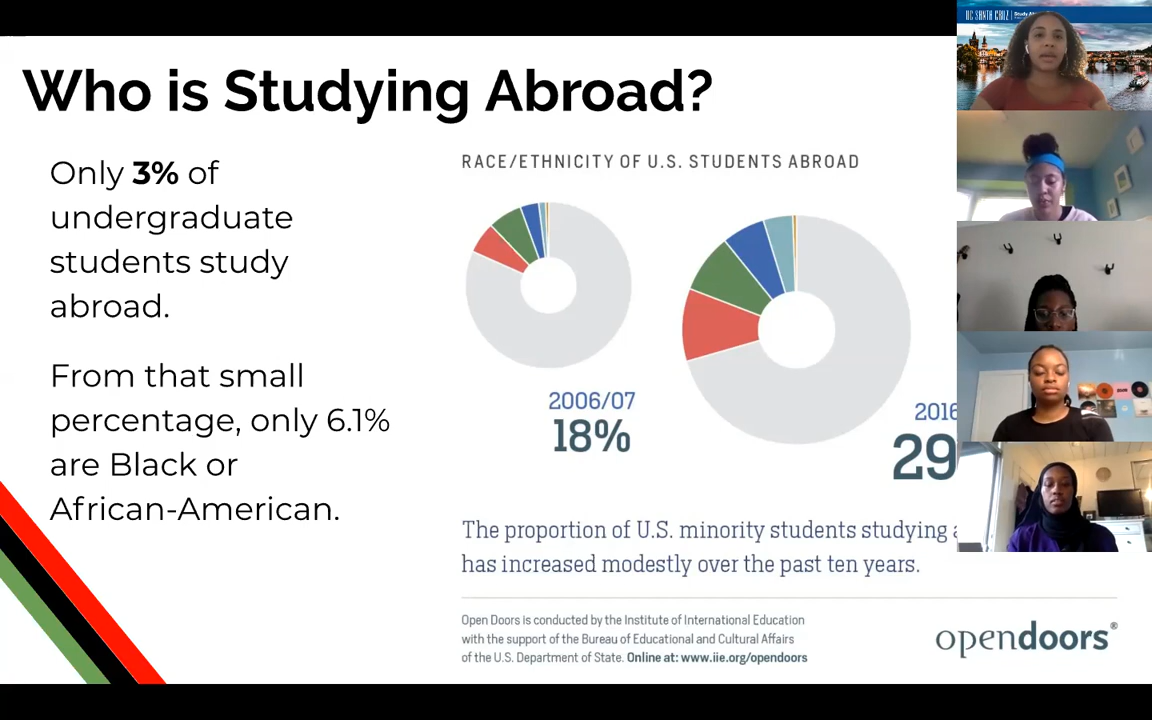 Who is Studying Abroad?
Only 3% of
undergraduate
students study
abroad.
From that small
percentage, only 6.1%
are Black or
African-American.
RACE/ETHNICITY OF U.S. STUDENTS ABROAD
2006/07
18%
2016
29
The proportion of U.S. minority students studying
has increased modestly over the past ten years.
Open Doors is conducted by the Institute of International Education
with the support of the Bureau of Educational and Cultural Affairs
of the U.S. Department of State. Online at: www.iie.org/opendoors
opendoors®
UC SANTA CRUZ | Study